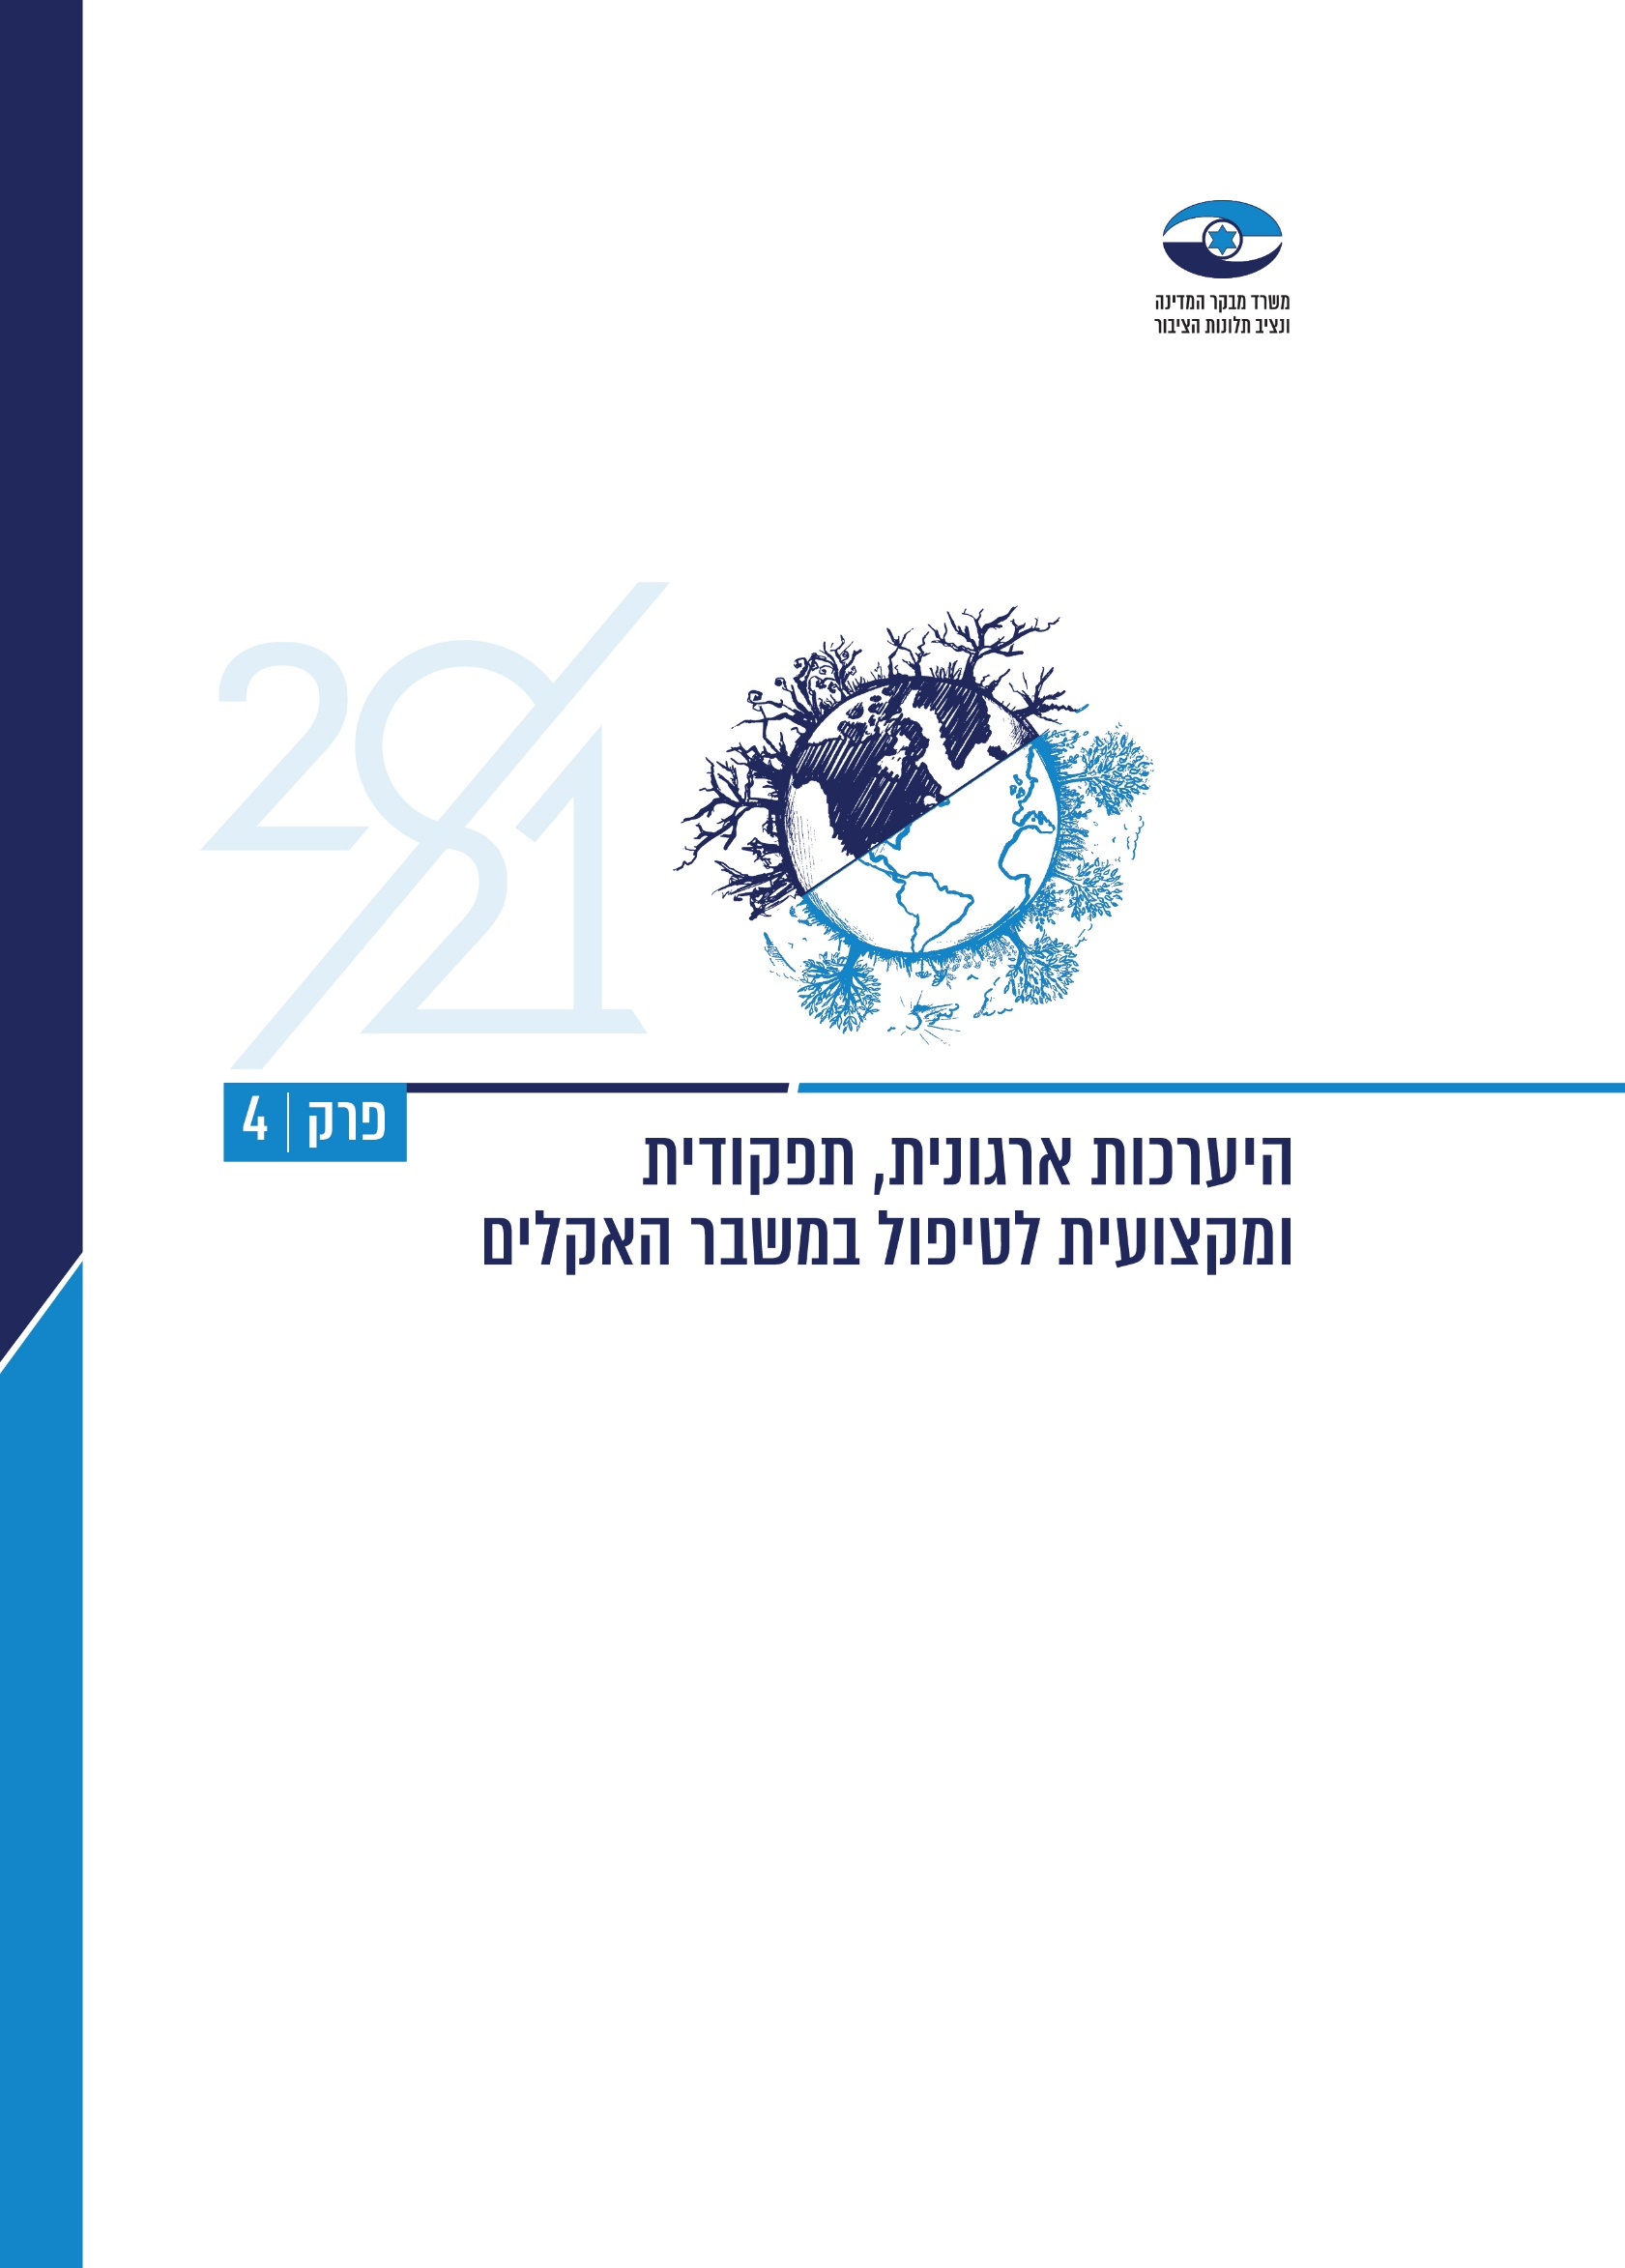 משרד מבקר המדינה
ונציב תלונות הציבור
2021
פרק | 4
היערכות ארגונית, תפקודית
ומקצועית לטיפול במשבר האקלים